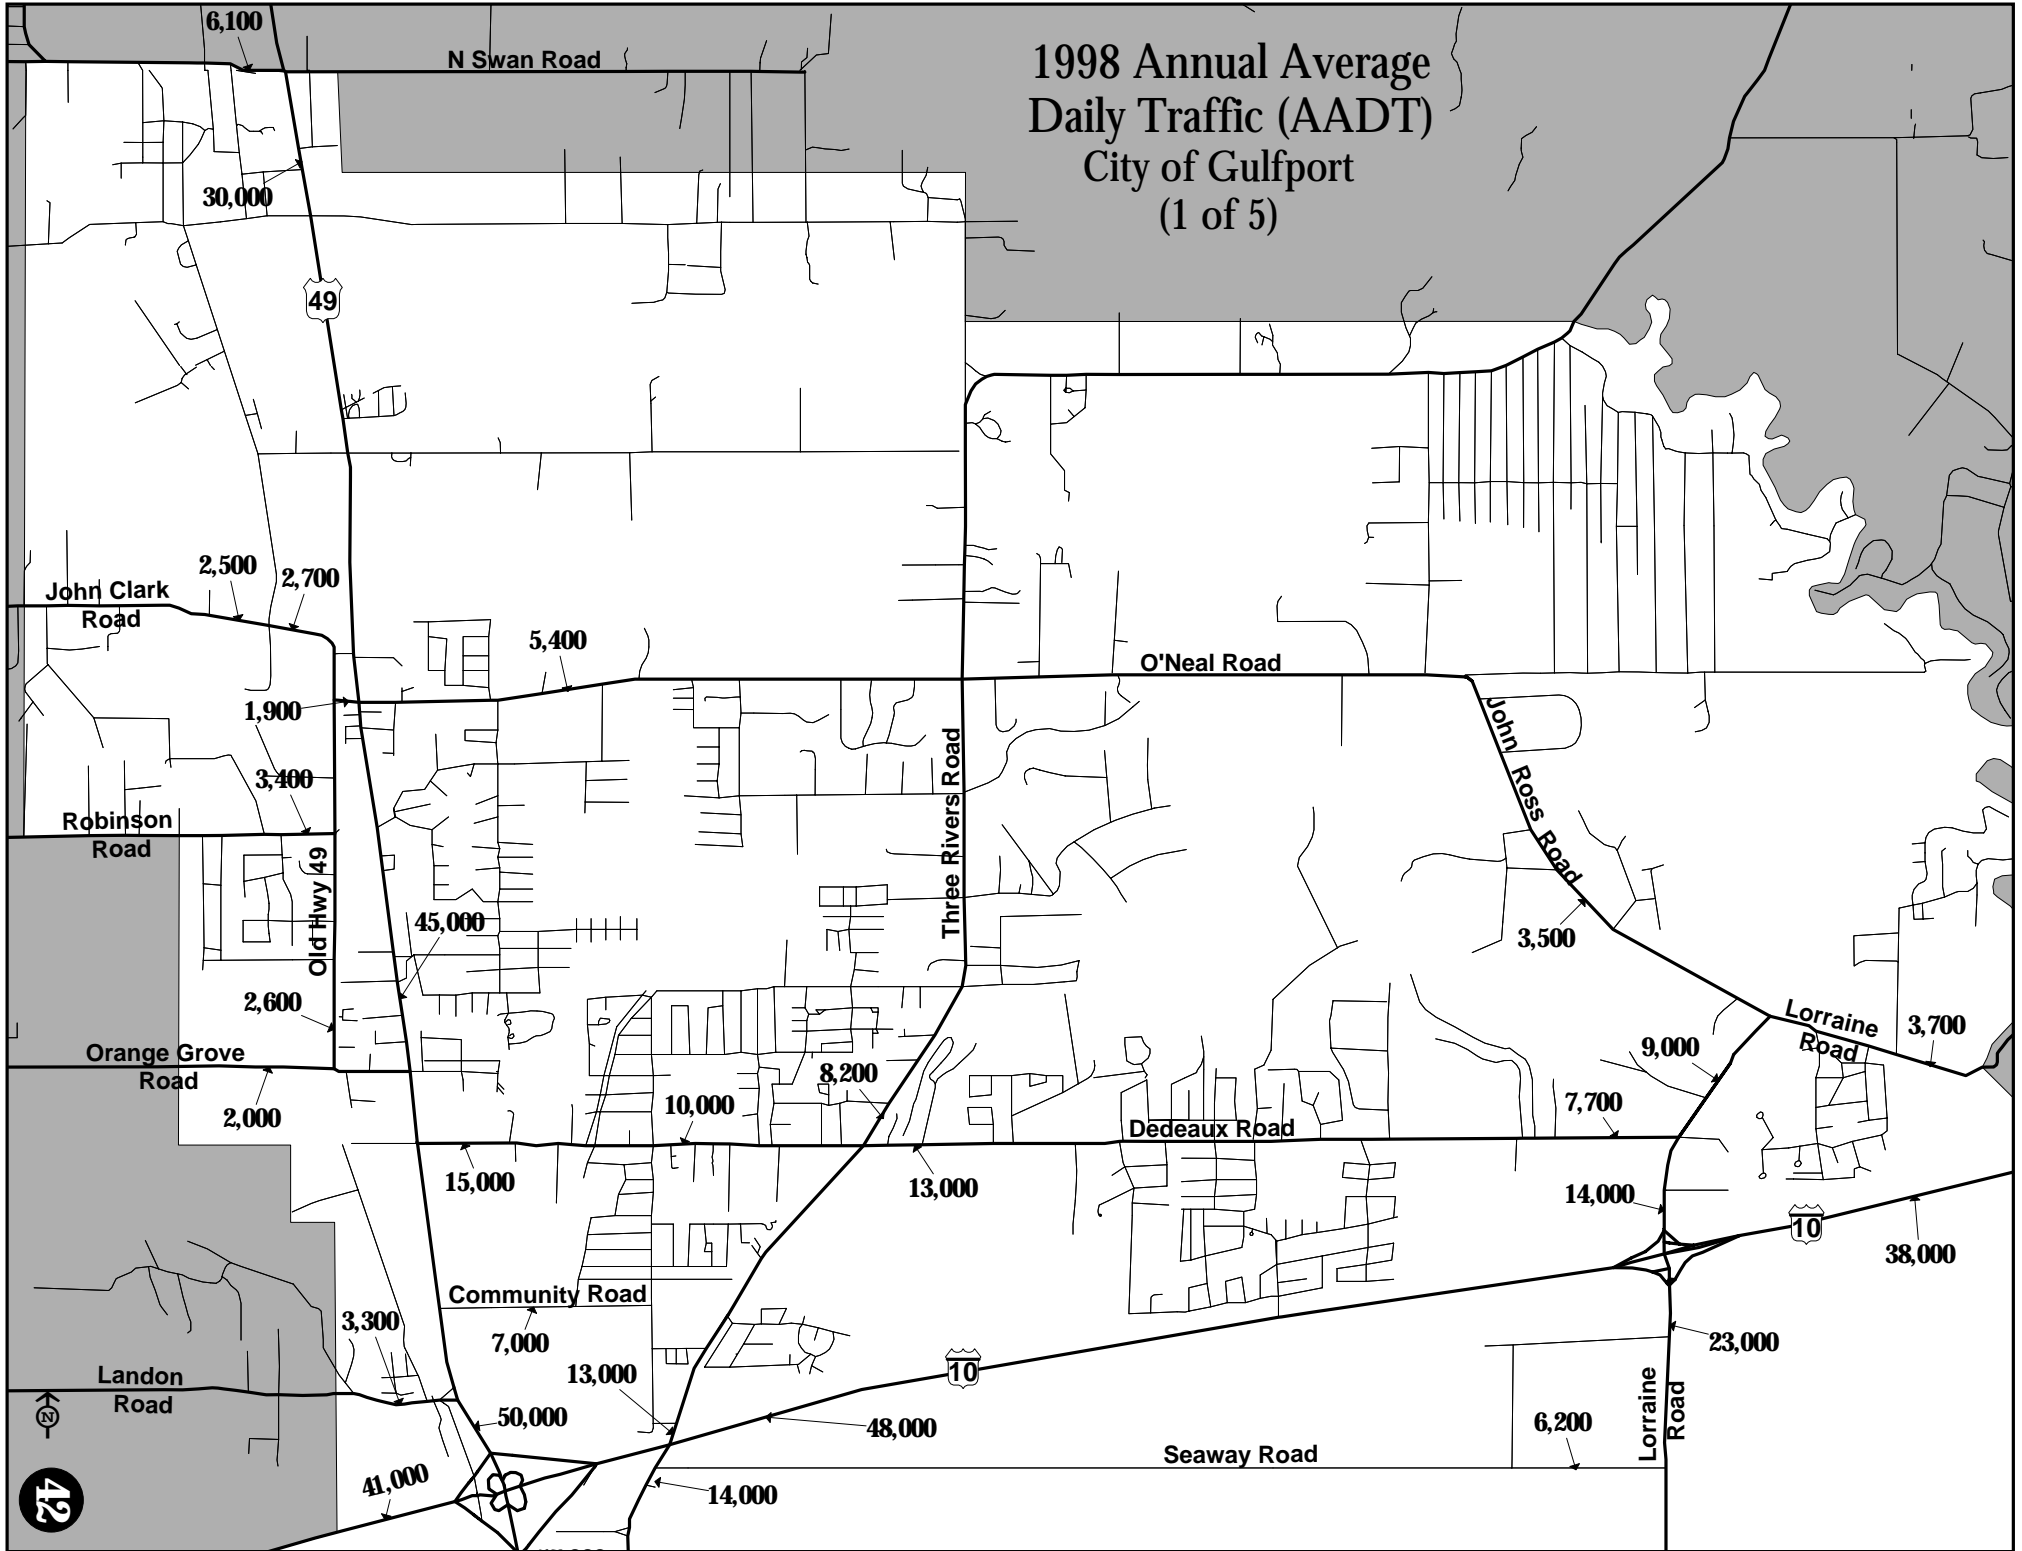 6,100
N Swan Road
1998 Annual Average
Daily Traffic (AADT)
City of Gulfport
(1 of 5)
30,000
49
2,500
2,700
John Clark
Road
5,400
O'Neal Road
1,900
John Ross Road
3,400
Three Rivers Road
Robinson
Road
Old Hwy 49
45,000
3,500
2,600
Lorraine
Road
3,700
Orange Grove
Road
9,000
8,200
2,000
10,000
7,700
Dedeaux Road
15,000
13,000
14,000
10
38,000
Community Road
3,300
7,000
23,000
Landon
Road
13,000
10
Lorraine
Road
N
50,000
48,000
6,200
Seaway Road
41,000
14,000
42